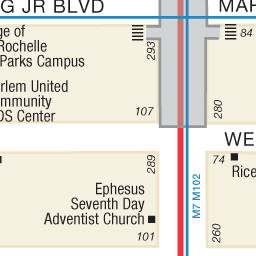 G JR BLVD
MAR
ge of
Rochelle
Parks Campus
293
84
rlem United
ommunity
DS Center
107
280
WE
289
74
Rice
Ephesus
Seventh Day
Adventist Church
101
M7 M102
260